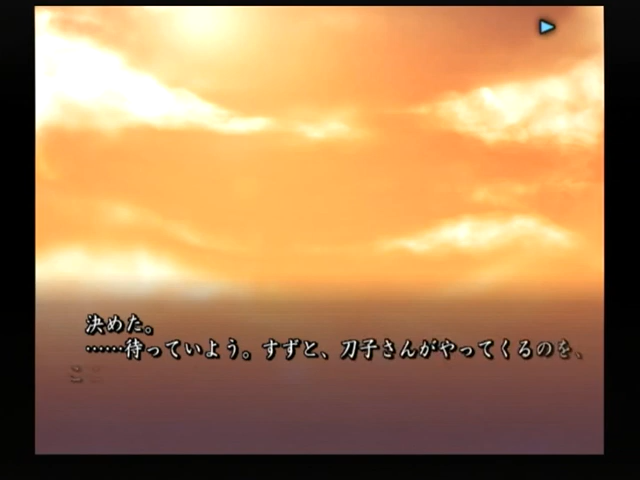 決めた。
……待っていよう。すずと、刀子さんがやってくるのを、
こ